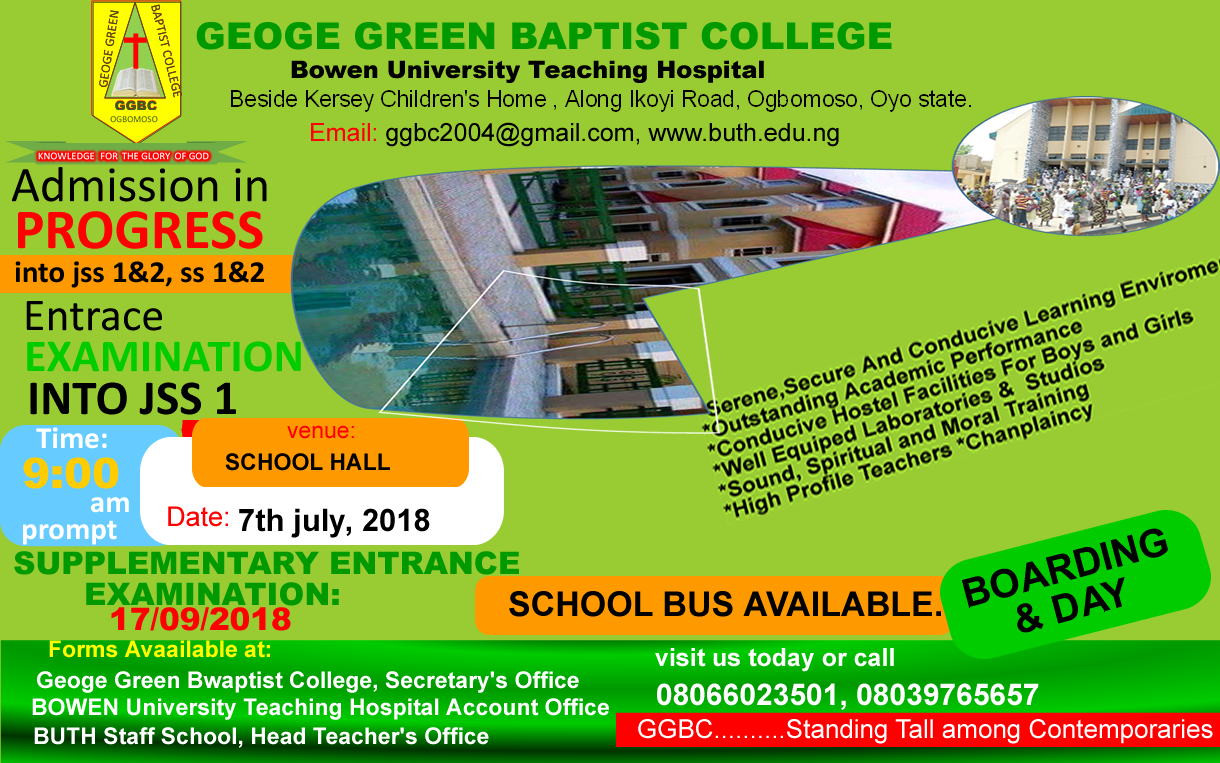 GEOGE GREEN
BAPTIST COLLEGE
GGBC
OGBOMOSO
KNOWLEDGE FOR THE GLORY OF GOD
GEOGE GREEN BAPTIST COLLEGE
Bowen University Teaching Hospital
Beside Kersey Children's Home , Along Ikoyi Road, Ogbomoso, Oyo state.
Email: ggbc2004@gmail.com, www.buth.edu.ng
Admission in
PROGRESS
into jss 1&2, ss 1&2
Entrace
EXAMINATION
INTO JSS 1
Time:
9:00
am
prompt
venue:
SCHOOL HALL
Date: 7th july, 2018
Serene,Secure And Conducive Learning Enviromen
*Outstanding Academic Performance
*Conducive Hostel Facilities For Boys and Girls
*Well Equiped Laboratories & Studios
*Sound, Spiritual and Moral Training
*High Profile Teachers *Chanplaincy
SUPPLEMENTARY ENTRANCE
EXAMINATION:
17/09/2018
SCHOOL BUS AVAILABLE.
BOARDING
& DAY
Forms Avaailable at:
Geoge Green Bwaptist College, Secretary's Office
BOWEN University Teaching Hospital Account Office
BUTH Staff School, Head Teacher's Office
visit us today or call
08066023501, 08039765657
GGBC..........Standing Tall among Contemporaries